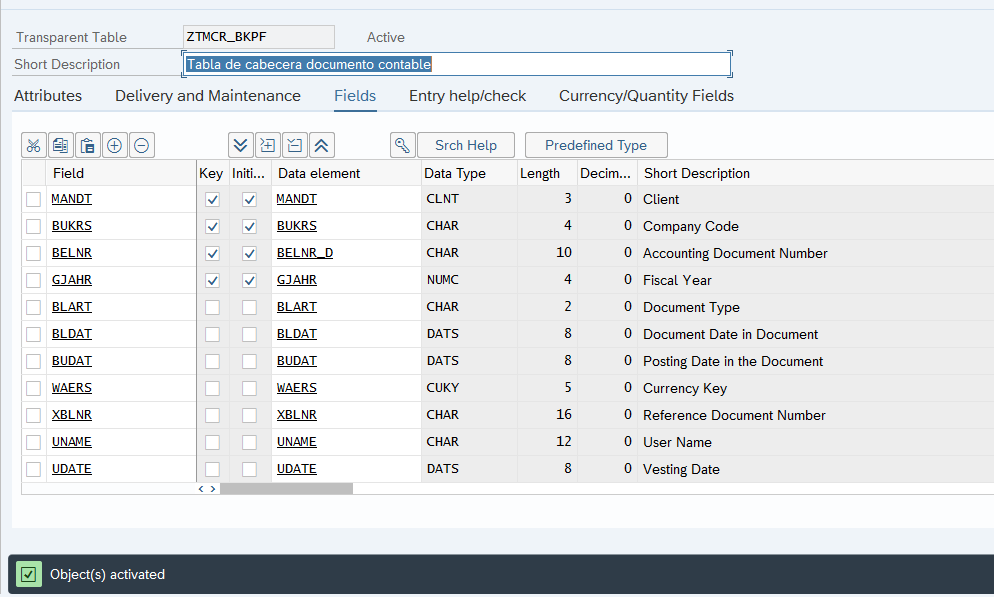 Transparent Table ZTMCR_BKPF Active
Short Description Tabla de cabecera documento contable
Attributes Delivery and Maintenance Fields Entry help/check Currency/Quantity Fields
Srch Help Predefined Type
Field Key Initi... Data element Data Type Length Decim... Short Description
MANDT MANDT CLNT 3 0 Client
BUKRS BUKRS CHAR 4 0 Company Code
BELNR BELNR_D CHAR 10 0 Accounting Document Number
GJAHR GJAHR NUMC 4 0 Fiscal Year
BLART BLART CHAR 2 0 Document Type
BLDAT BLDAT DATS 8 0 Document Date in Document
BUDAT BUDAT DATS 8 0 Posting Date in the Document
WAERS WAERS CUKY 5 0 Currency Key
XBLNR XBLNR CHAR 16 0 Reference Document Number
UNAME UNAME CHAR 12 0 User Name
UDATE UDATE DATS 8 0 Vesting Date
Object(s) activated